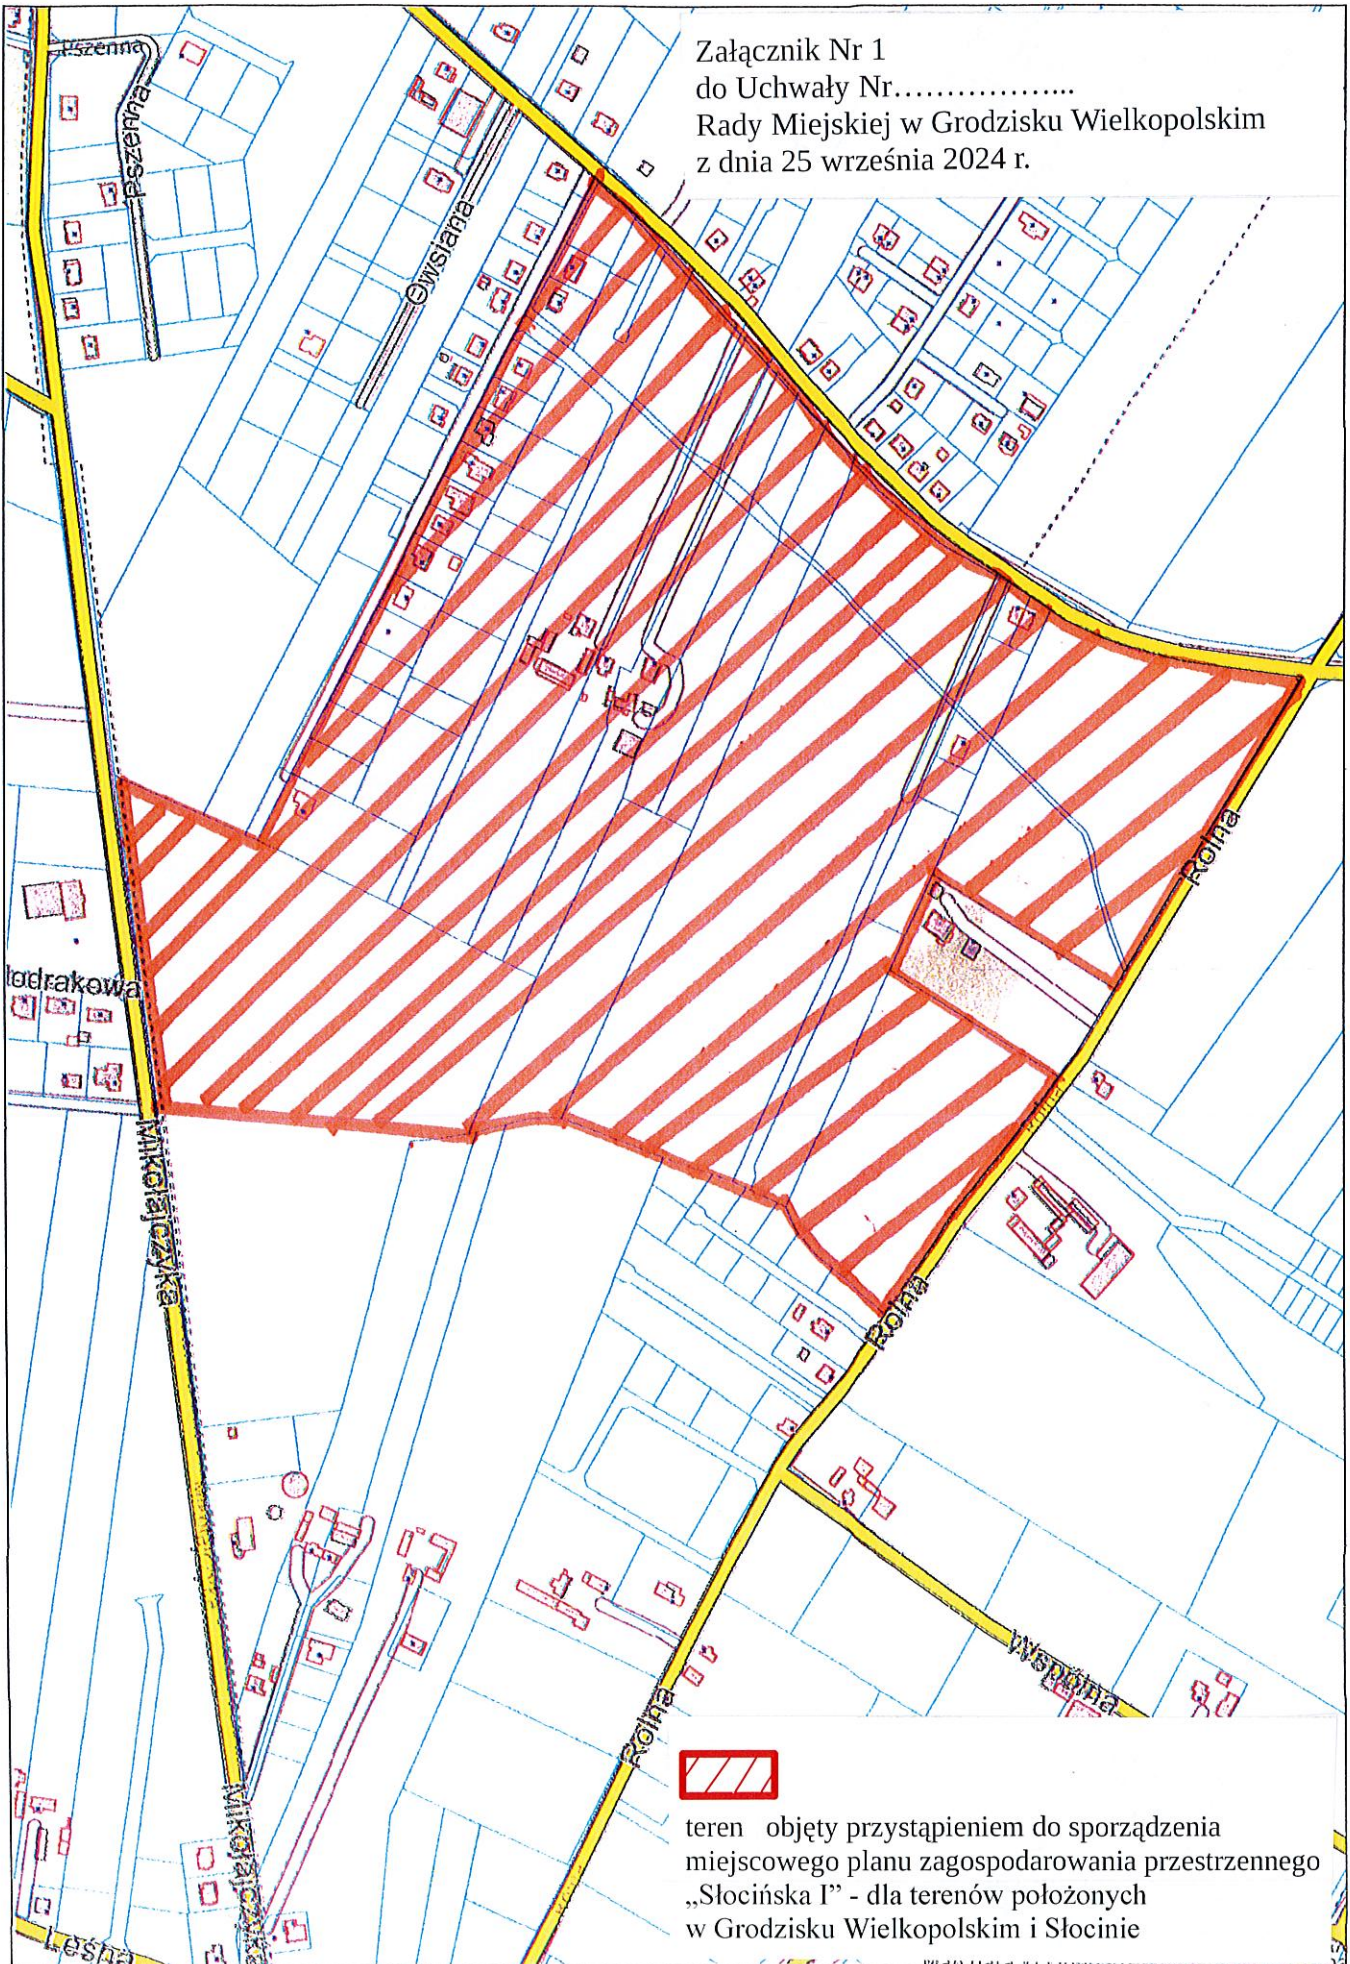 Załącznik Nr 1
do Uchwały Nr……………...
Rady Miejskiej w Grodzisku Wielkopolskim
z dnia 25 września 2024 r.
Pszenna
Pszenna
Owsiana
Rolna
Mikołajczyka
Rolna
Rolna
Wspólna
Mikołajczyka
Leśna
teren objęty przystąpieniem do sporządzenia
miejscowego planu zagospodarowania przestrzennego
„Słocińska I” - dla terenów położonych
w Grodzisku Wielkopolskim i Słocinie